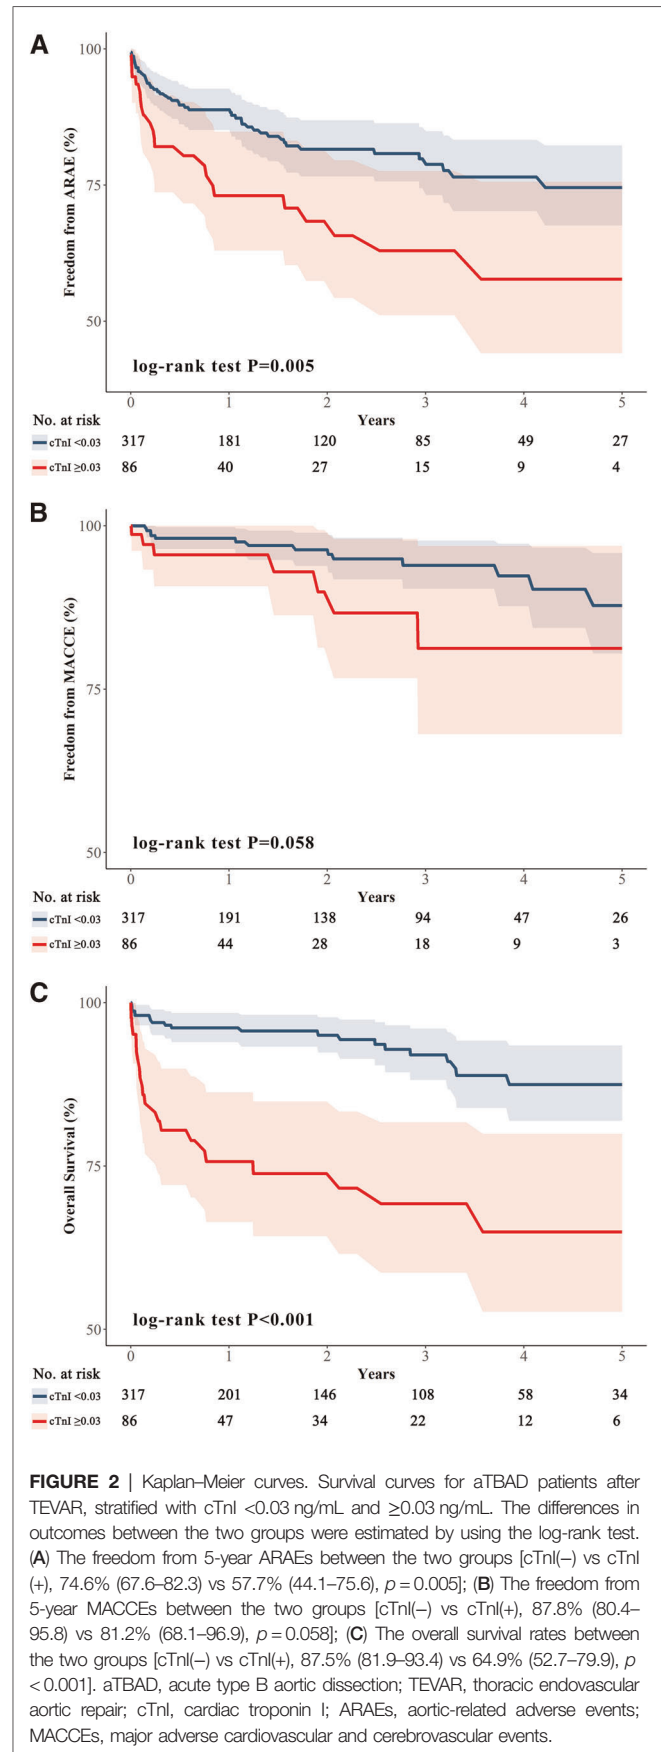 A
100
75
50
Freedom from ARAE (%)
log-rank test P=0.005
0 1 2 3 4 5
No. at risk Years
cTnI <0.03 317 181 120 85 49 27
cTnI ≥0.03 86 40 27 15 9 4
B
100
75
50
Freedom from MACCE (%)
log-rank test P=0.058
0 1 2 3 4 5
No. at risk Years
cTnI <0.03 317 191 138 94 47 26
cTnI ≥0.03 86 44 28 18 9 3
C
100
75
50
Overall Survival (%)
log-rank test P<0.001
0 1 2 3 4 5
No. at risk Years
cTnI <0.03 317 201 146 108 58 34
cTnI ≥0.03 86 47 34 22 12 6
FIGURE 2 | Kaplan–Meier curves. Survival curves for aTBAD patients after
TEVAR, stratified with cTnI <0.03 ng/mL and ≥0.03 ng/mL. The differences in
outcomes between the two groups were estimated by using the log-rank test.
(A) The freedom from 5-year ARAEs between the two groups [cTnI(−) vs cTnI
(+), 74.6% (67.6–82.3) vs 57.7% (44.1–75.6), p = 0.005]; (B) The freedom from
5-year MACCEs between the two groups [cTnI(−) vs cTnI(+), 87.8% (80.4–
95.8) vs 81.2% (68.1–96.9), p = 0.058]; (C) The overall survival rates between
the two groups [cTnI(−) vs cTnI(+), 87.5% (81.9–93.4) vs 64.9% (52.7–79.9), p
< 0.001]. aTBAD, acute type B aortic dissection; TEVAR, thoracic endovascular
aortic repair; cTnI, cardiac troponin I; ARAEs, aortic-related adverse events;
MACCEs, major adverse cardiovascular and cerebrovascular events.